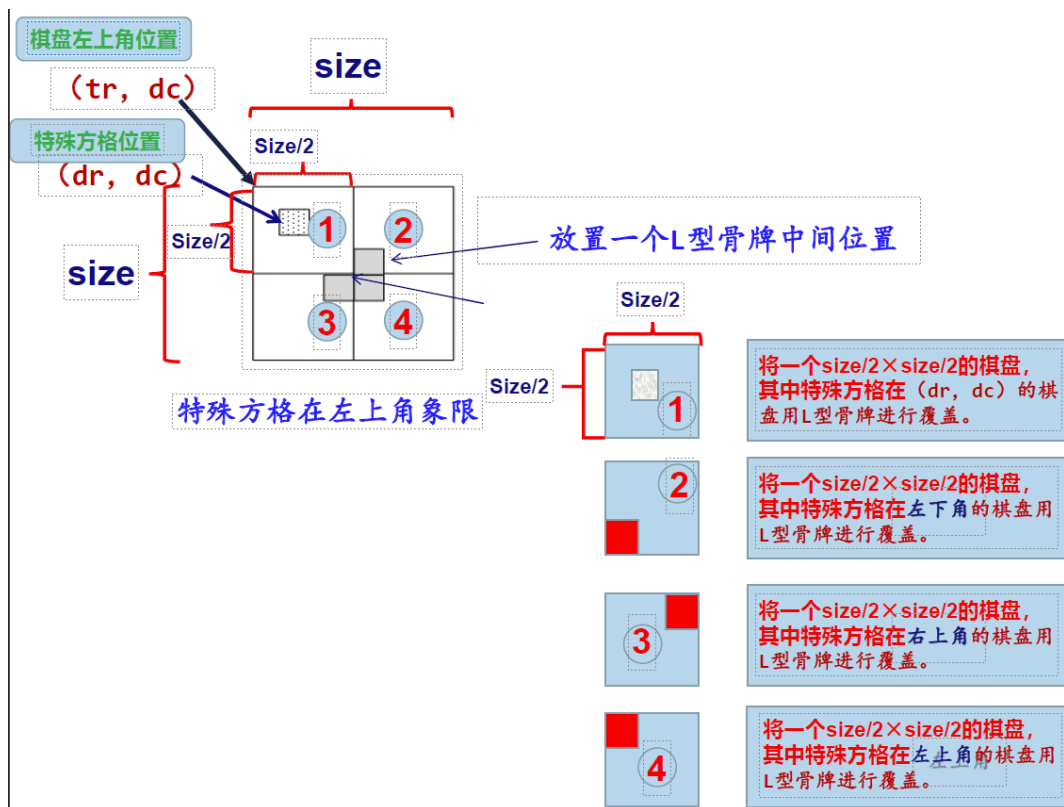 棋盘左上角位置
（tr, dc）
size
特殊方格位置
（dr, dc）
Size/2
size
Size/2
1
2
3
4
放置一个L型骨牌中间位置
特殊方格在左上角象限
Size/2
Size/2
1
将一个size/2×size/2的棋盘，
其中特殊方格在（dr, dc）的棋
盘用L型骨牌进行覆盖。
2
将一个size/2×size/2的棋盘，
其中特殊方格在左下角的棋盘用
L型骨牌进行覆盖。
3
将一个size/2×size/2的棋盘，
其中特殊方格在右上角的棋盘用
L型骨牌进行覆盖。
4
将一个size/2×size/2的棋盘，
其中特殊方格在左上角的棋盘用
左上角
L型骨牌进行覆盖。